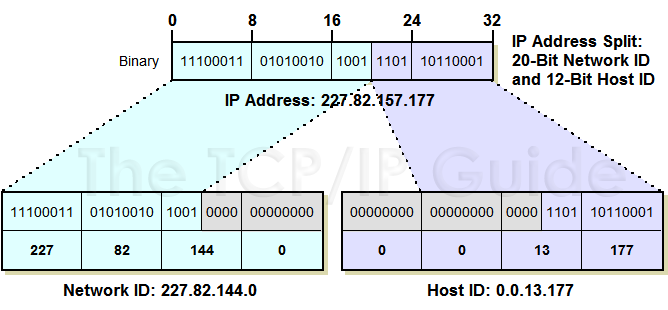 0 8 16 24 32
Binary 11100011 01010010 1001 1101 10110001
IP Address Split:
20-Bit Network ID
and 12-Bit Host ID
IP Address: 227.82.157.177
The TCP/IP Guide
11100011 01010010 1001 0000 00000000
227 82 144 0
Network ID: 227.82.144.0
00000000 00000000 0000 1101 10110001
0 0 13 177
Host ID: 0.0.13.177